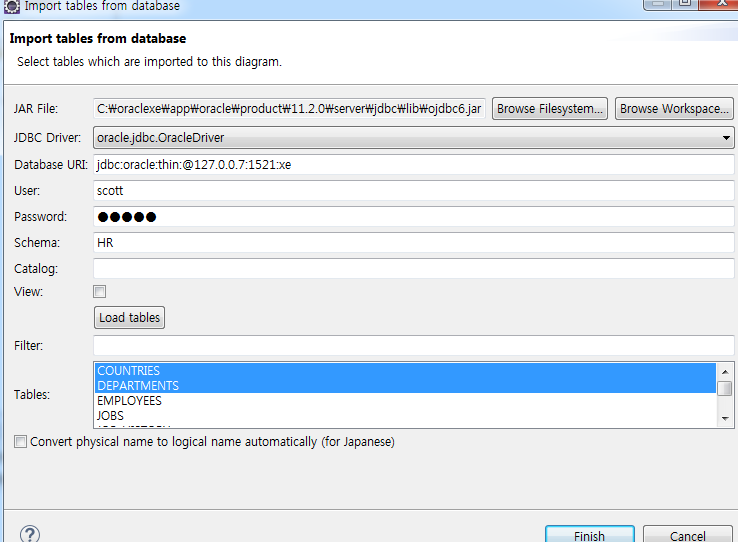 Import tables from database
Import tables from database
Select tables which are imported to this diagram.
JAR File: C:₩oraclexe₩app₩oracle₩product₩11.2.0₩server₩jdbc₩lib₩ojdbc6.jar Browse Filesystem... Browse Workspace...
JDBC Driver: oracle.jdbc.OracleDriver
Database URI: jdbc:oracle:thin:@127.0.0.7:1521:xe
User: scott
Password: ●●●●●
Schema: HR
Catalog:
View:
Load tables
Filter:
COUNTRIES
DEPARTMENTS
Tables: EMPLOYEES
JOBS
Convert physical name to logical name automatically (for Japanese)
? Finish Cancel